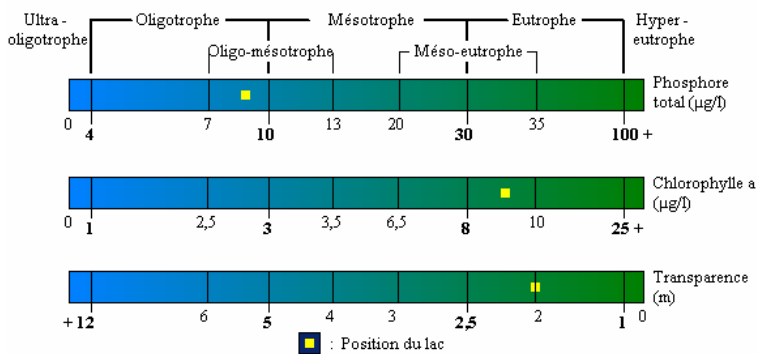 Ultra-
oligotrophe
Oligotrophe
Mésotrophe
Eutrophe
Hyper-
eutrophe
Oligo-mésotrophe
Méso-eutrophe
Phosphore
total (µg/l)
0 4 7 10 13 20 30 35 100 +
Chlorophylle a
(µg/l)
0 1 2,5 3 3,5 6,5 8 10 25 +
Transparence
(m)
+ 12 6 5 4 3 2,5 2 1 0
: Position du lac